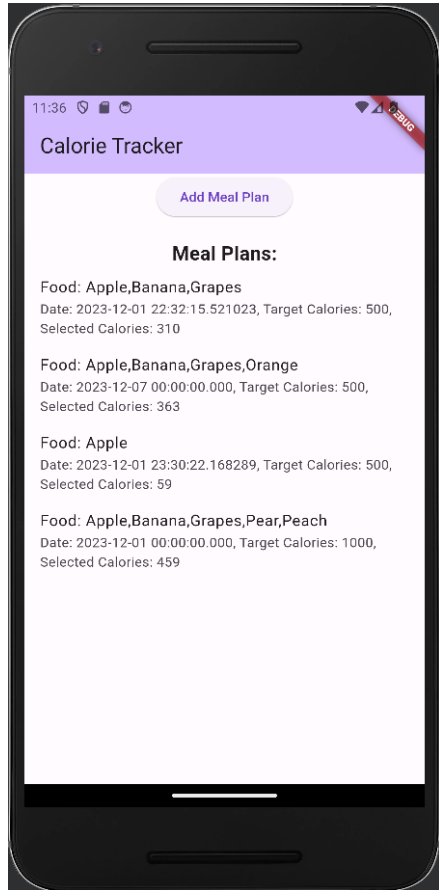 11:36
DEBUG
Calorie Tracker
Add Meal Plan
Meal Plans:
Food: Apple,Banana,Grapes
Date: 2023-12-01 22:32:15.521023, Target Calories: 500,
Selected Calories: 310
Food: Apple,Banana,Grapes,Orange
Date: 2023-12-07 00:00:00.000, Target Calories: 500,
Selected Calories: 363
Food: Apple
Date: 2023-12-01 23:30:22.168289, Target Calories: 500,
Selected Calories: 59
Food: Apple,Banana,Grapes,Pear,Peach
Date: 2023-12-01 00:00:00.000, Target Calories: 1000,
Selected Calories: 459